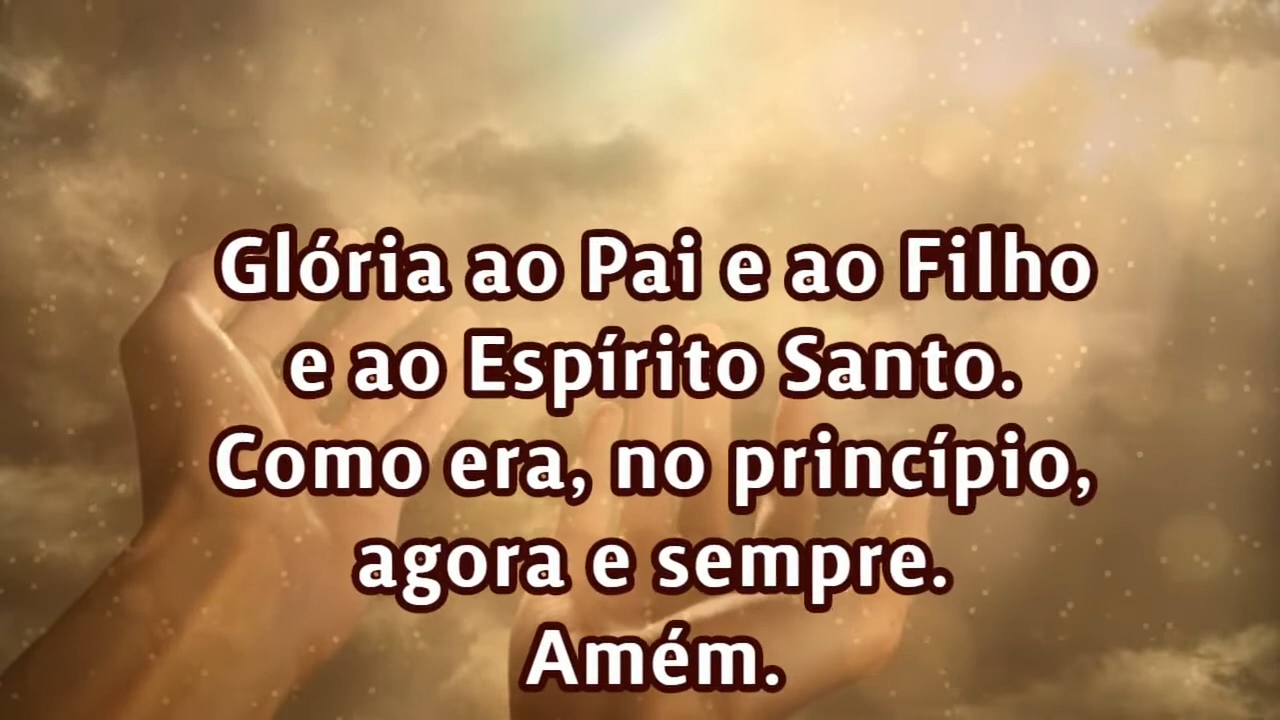 Glória ao Pai e ao Filho
e ao Espírito Santo.
Como era, no princípio,
agora e sempre.
Amém.